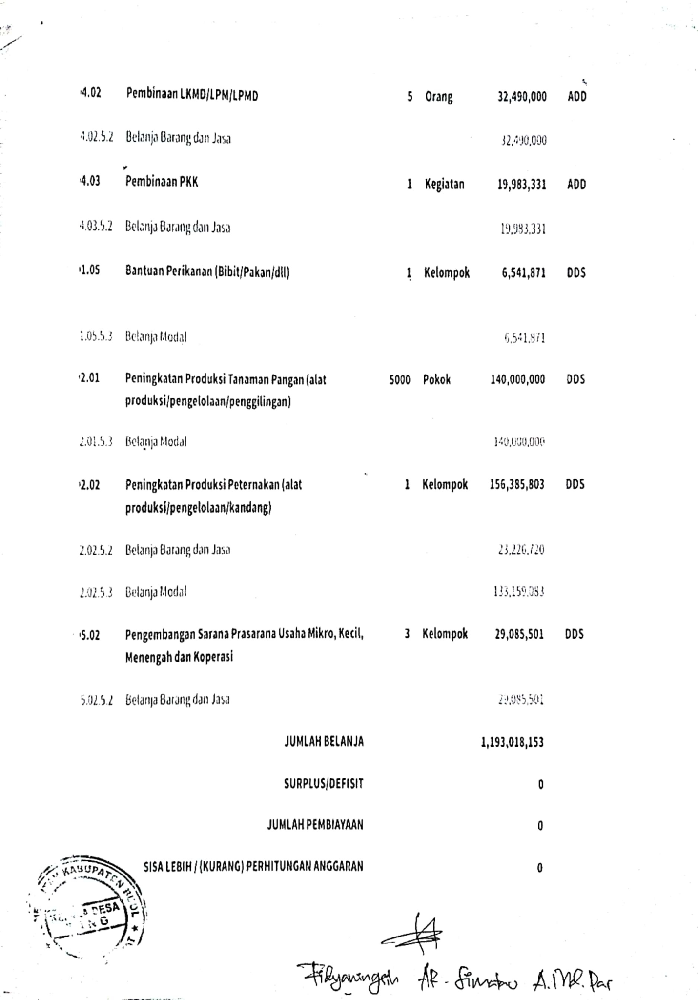 4.02 Pembinaan LKMD/LPM/LPMD 5 Orang 32,490,000 ADD
4.02.5.2 Belanja Barang dan Jasa 32,490,000
4.03 Pembinaan PKK 1 Kegiatan 19,983,331 ADD
4.03.5.2 Belanja Barang dan Jasa 19,983,331
1.05 Bantuan Perikanan (Bibit/Pakan/dll) 1 Kelompok 6,541,871 DDS
1.05.5.3 Belanja Modal 6,541,871
2.01 Peningkatan Produksi Tanaman Pangan (alat 5000 Pokok 140,000,000 DDS
produksi/pengelolaan/penggilingan)
2.01.5.3 Belanja Modal 140,000,000
2.02 Peningkatan Produksi Peternakan (alat 1 Kelompok 156,385,803 DDS
produksi/pengelolaan/kandang)
2.02.5.2 Belanja Barang dan Jasa 23,226,720
2.02.5.3 Belanja Modal 133,159,083
5.02 Pengembangan Sarana Prasarana Usaha Mikro, Kecil, 3 Kelompok 29,085,501 DDS
Menengah dan Koperasi
5.02.5.2 Belanja Barang dan Jasa 29,085,501
JUMLAH BELANJA 1,193,018,153
SURPLUS/DEFISIT 0
JUMLAH PEMBIAYAAN 0
SISA LEBIH / (KURANG) PERHITUNGAN ANGGARAN 0
KABUPATEN
DESA
AR. A.Md.Par